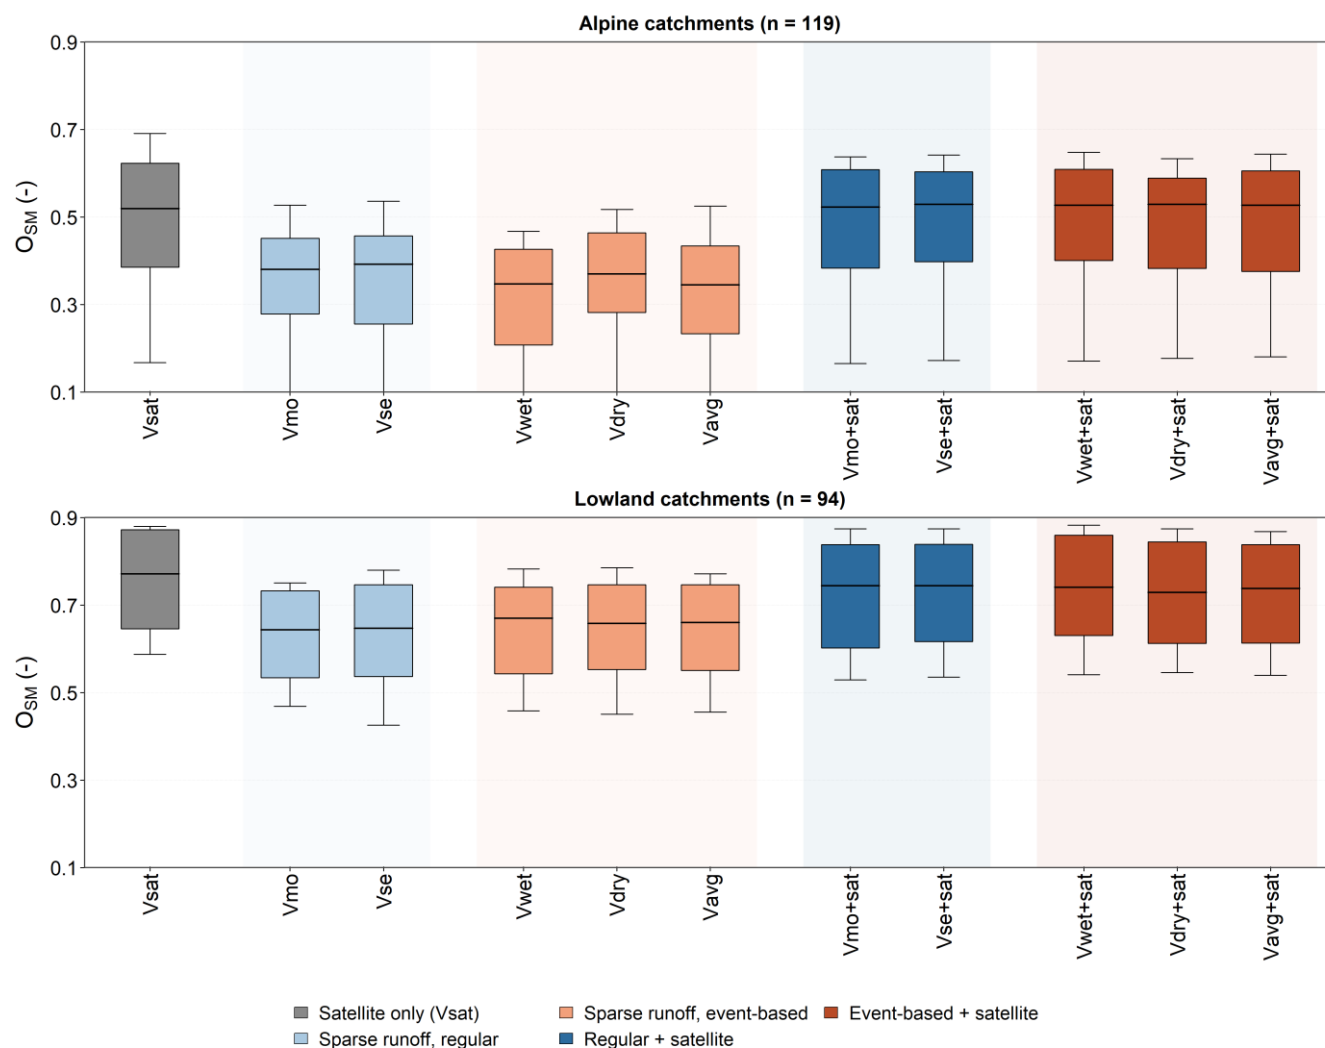 Alpine catchments (n = 119)
0.9
0.7
0.5
0.3
0.1
OSM (-)
Vsat
Vmo
Vse
Vwet
Vdry
Vavg
Vmo+sat
Vse+sat
Vwet+sat
Vdry+sat
Vavg+sat
Lowland catchments (n = 94)
0.9
0.7
0.5
0.3
0.1
OSM (-)
Vsat
Vmo
Vse
Vwet
Vdry
Vavg
Vmo+sat
Vse+sat
Vwet+sat
Vdry+sat
Vavg+sat
Satellite only (Vsat)
Sparse runoff, regular
Sparse runoff, event-based
Regular + satellite
Event-based + satellite